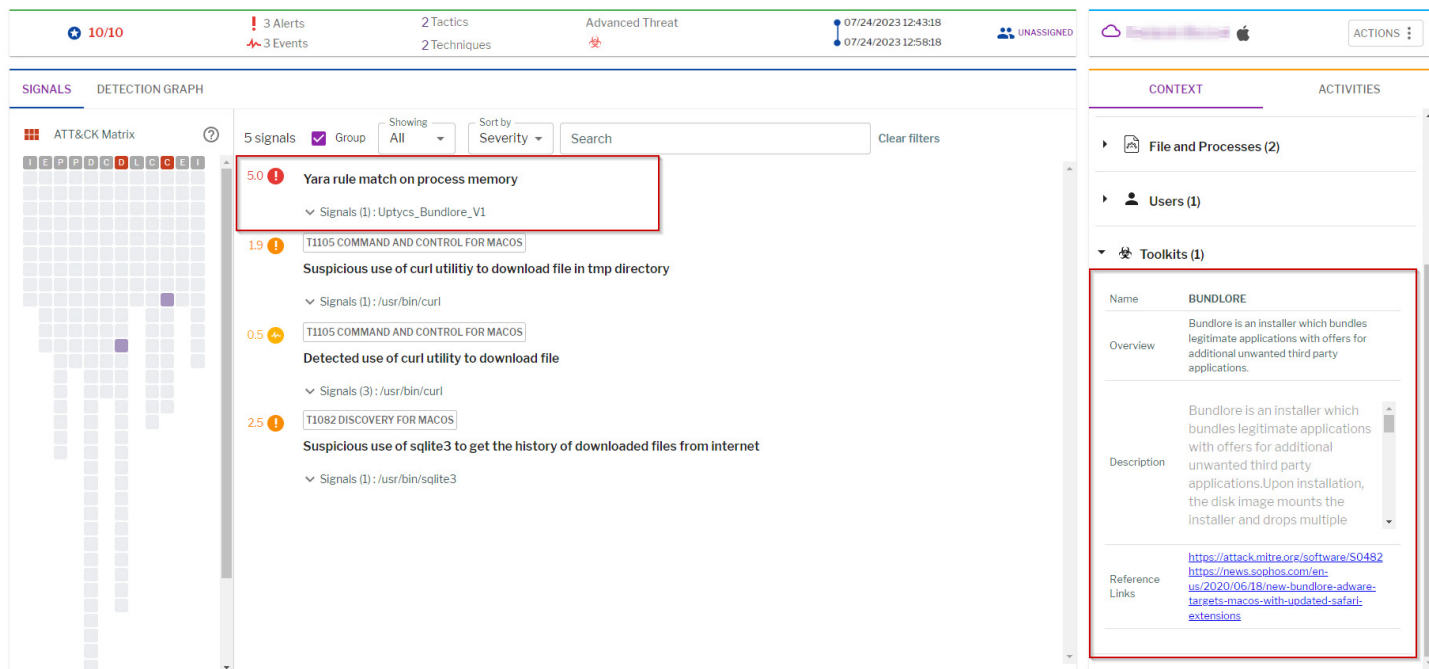 10/10
3 Alerts
3 Events
2 Tactics
2 Techniques
Advanced Threat
07/24/2023 12:43:18
07/24/2023 12:58:18
UNASSIGNED
ACTIONS
SIGNALS DETECTION GRAPH
ATT&CK Matrix
I E P P D C D L C C E I
5 signals Group
Showing
All
Sort by
Severity
Search
Clear filters
5.0 Yara rule match on process memory
Signals (1) : Uptycs_Bundlore_V1
1.9 T1105 COMMAND AND CONTROL FOR MACOS
Suspicious use of curl utilitiy to download file in tmp directory
Signals (1) : /usr/bin/curl
0.5 T1105 COMMAND AND CONTROL FOR MACOS
Detected use of curl utility to download file
Signals (3) : /usr/bin/curl
2.5 T1082 DISCOVERY FOR MACOS
Suspicious use of sqlite3 to get the history of downloaded files from internet
Signals (1) : /usr/bin/sqlite3
CONTEXT ACTIVITIES
File and Processes (2)
Users (1)
Toolkits (1)
Name BUNDLORE
Overview
Bundlore is an installer which bundles
legitimate applications with offers for
additional unwanted third party
applications.
Description
Bundlore is an installer which
bundles legitimate applications
with offers for additional
unwanted third party
applications.Upon installation,
the disk image mounts the
installer and drops multiple
Reference
Links
https://attack.mitre.org/software/S0482
https://news.sophos.com/en-
us/2020/06/18/new-bundlore-adware-
targets-macos-with-updated-safari-
extensions